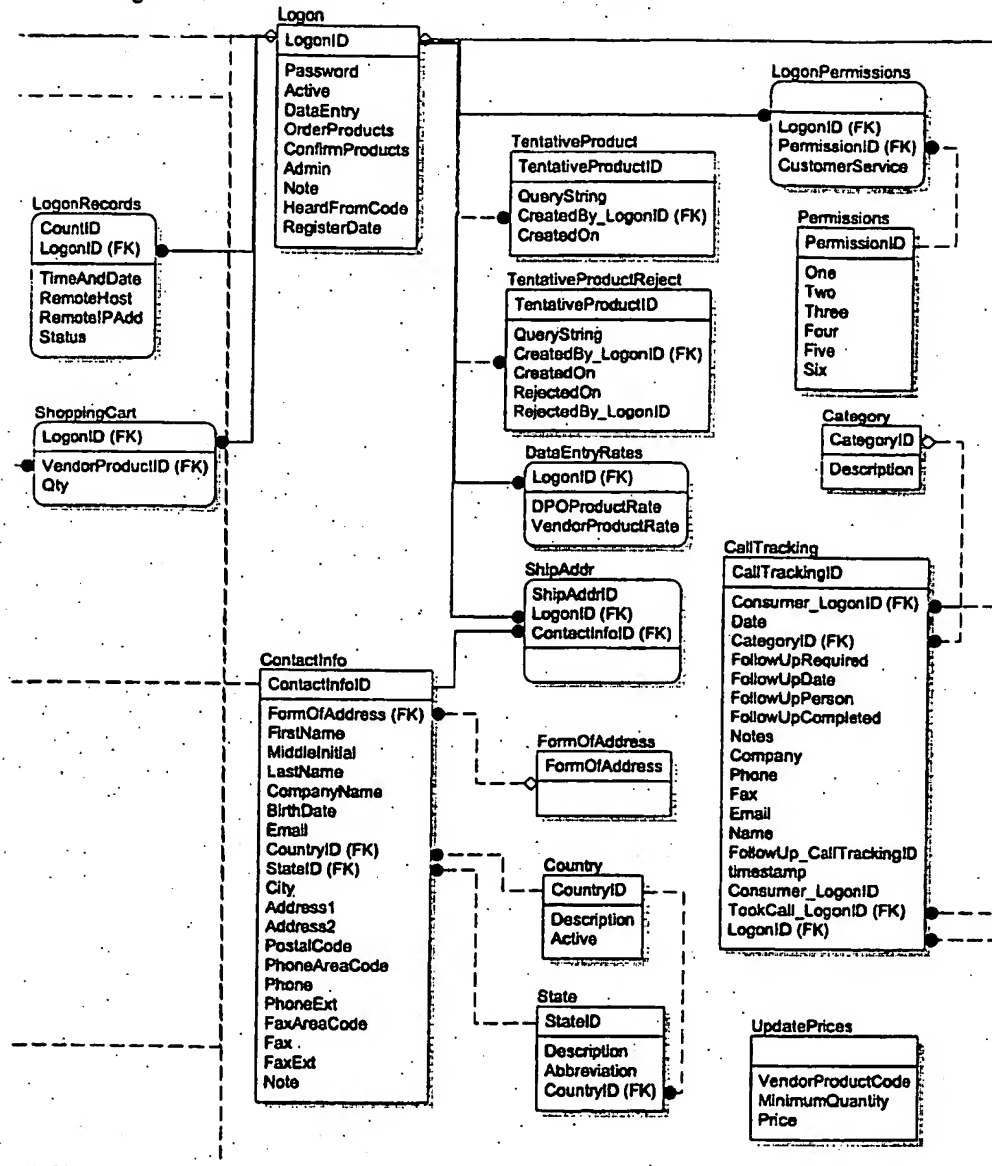 Logon
LogonID
Password
Active
DataEntry
OrderProducts
ConfirmProducts
Admin
Note
HeardFromCode
RegisterDate
LogonPermissions
LogonID (FK)
PermissionID (FK)
CustomerService
TentativeProduct
TentativeProductID
QueryString
CreatedBy_LogonID (FK)
CreatedOn
LogonRecords
CountID
LogonID (FK)
TimeAndDate
RemoteHost
RemoteIPAdd
Status
Permissions
PermissionID
One
Two
Three
Four
Five
Six
TentativeProductReject
TentativeProductID
QueryString
CreatedBy_LogonID (FK)
CreatedOn
RejectedOn
RejectedBy_LogonID
ShoppingCart
LogonID (FK)
VendorProductID (FK)
Qty
Category
CategoryID
Description
DataEntryRates
LogonID (FK)
DPOProductRate
VendorProductRate
ShipAddr
ShipAddrID
LogonID (FK)
ContactInfoID (FK)
CallTracking
CallTrackingID
Consumer_LogonID (FK)
Date
CategoryID (FK)
FollowUpRequired
FollowUpDate
FollowUpPerson
FollowUpCompleted
Notes
Company
Phone
Fax
Email
Name
FollowUp_CallTrackingID
timestamp
Consumer_LogonID
TookCall_LogonID (FK)
LogonID (FK)
ContactInfo
ContactInfoID
FormOfAddress (FK)
FirstName
MiddleInitial
LastName
CompanyName
BirthDate
Email
CountryID (FK)
StateID (FK)
City
Address1
Address2
PostalCode
PhoneAreaCode
Phone
PhoneExt
FaxAreaCode
Fax
FaxExt
Note
FormOfAddress
FormOfAddress
Country
CountryID
Description
Active
State
StateID
Description
Abbreviation
CountryID (FK)
UpdatePrices
VendorProductCode
MinimumQuantity
Price